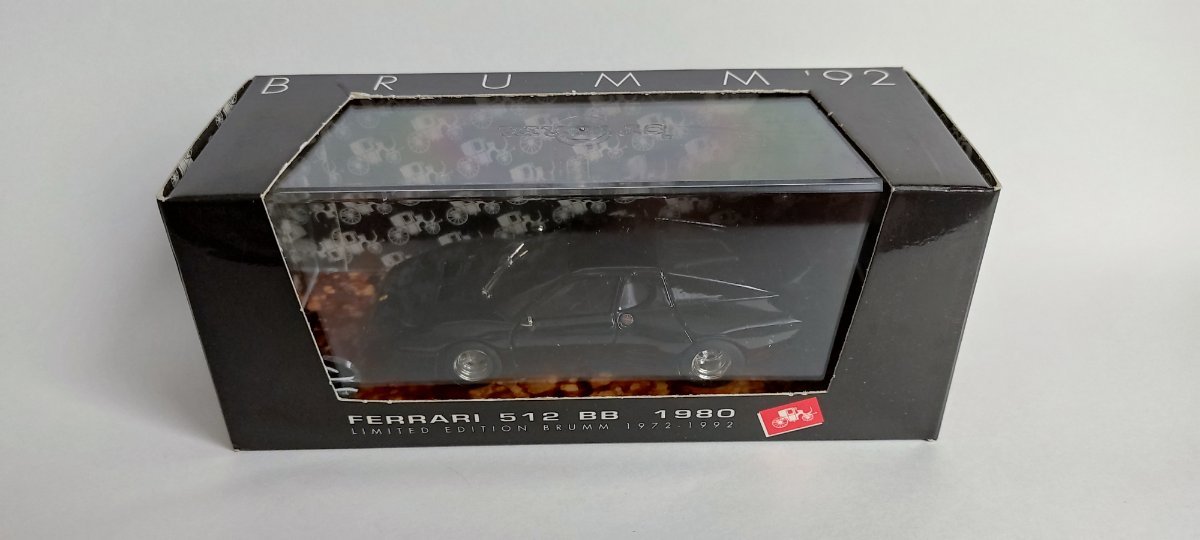 BRUMM '92
FERRARI 512 BB 1980
LIMITED EDITION BRUMM 1972-1992